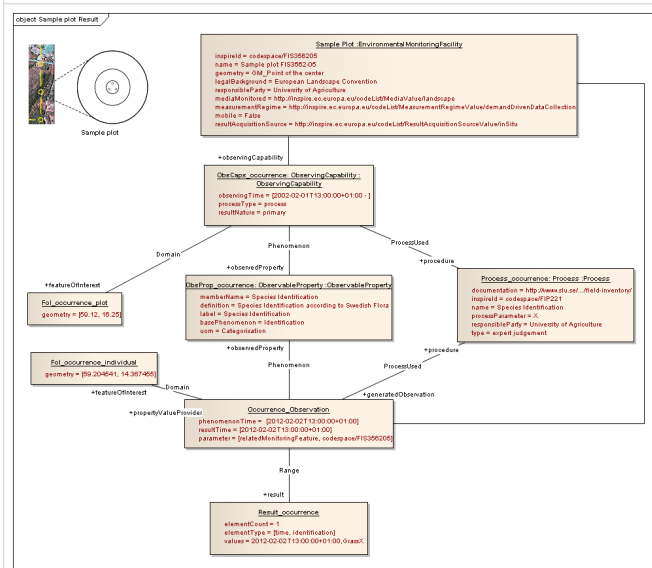 object Sample plot Result
Sample plot
Sample Plot :EnvironmentalMonitoringFacility
inspireId = codespace/FIS356205
name = Sample plot FIS3562-05
geometry = GM_Point of the center
legalBackground = European Landscape Convention
responsibleParty = University of Agriculture
mediaMonitored = http://inspire.ec.europa.eu/codeList/MediaValue/landscape
measurementRegime = http://inspire.ec.europa.eu/codeList/MeasurementRegimeValue/demandDrivenDataCollection
mobile = False
resultAcquisitionSource = http://inspire.ec.europa.eu/codeList/ResultAcquisitionSourceValue/inSitu
+observingCapability
ObsCaps_occurrence: ObservingCapability :
ObservingCapability
observingTime = [2002-02-01T13:00:00+01:00 - ]
processType = process
resultNature = primary
Domain
Phenomenon
ProcessUsed
+featureOfInterest
+observedProperty
+procedure
FoI_occurrence_plot
geometry = [59.12, 16.25]
ObsProp_occurrence: ObservableProperty :ObservableProperty
memberName = Species Identification
definition = Species Identification according to Swedish Flora
label = Species Identification
basePhenomenon = Identification
uom = Categorisation
Process_occurrence: Process :Process
documentation = http://www.slu.se/.../field-inventory/
inspireId = codespace/FIP221
name = Species Identification
processParameter = X
responsibleParty = Univesity of Agriculture
type = expert judgement
+observedProperty
+procedure
FoI_occurrence_individual
geometry = [59.204641, 14.367455]
Phenomenon
ProcessUsed
Domain
+featureOfInterest
+generatedObservation
+propertyValueProvider
Occurrence_Observation
phenomenonTime = [2012-02-02T13:00:00+01:00]
resultTime = [2012-02-02T13:00:00+01:00]
parameter = [relatedMonitoringFeature, codespace/FIS356205]
Range
+result
Result_occurrence
elementCount = 1
elementType = [time, identification]
values = 2012-02-02T13:00:00+01:00,GrassX